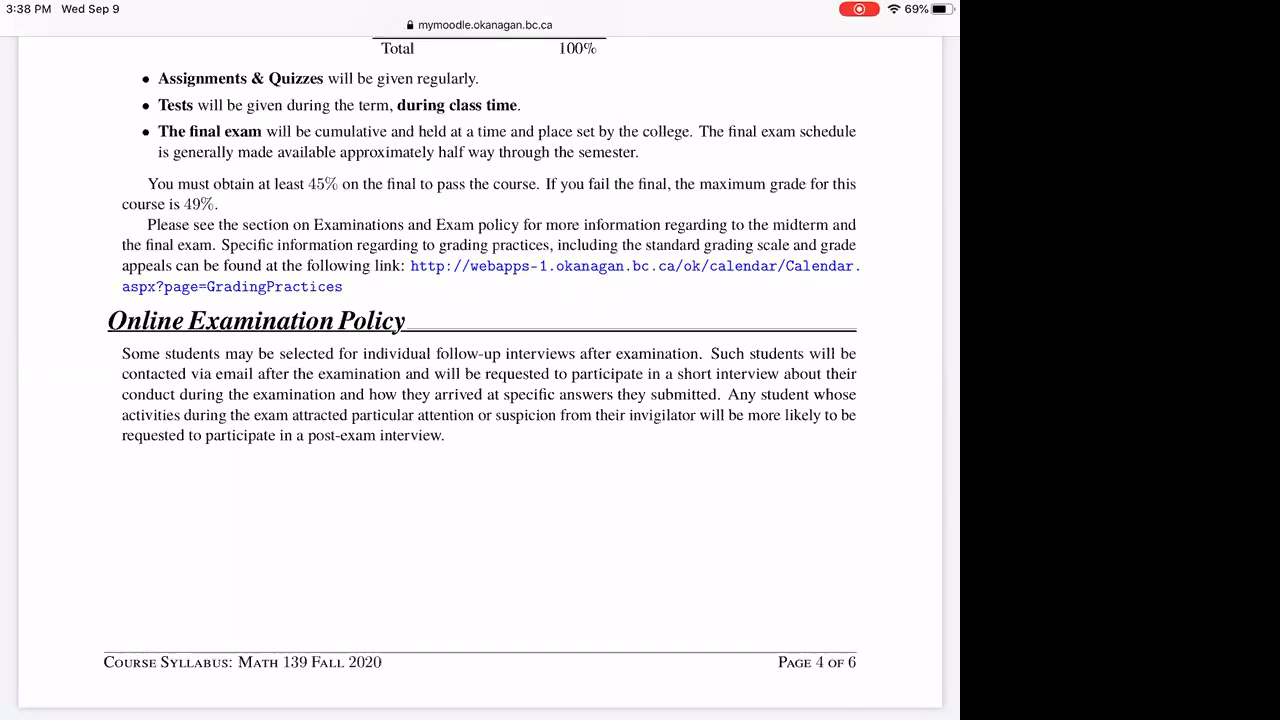 3:38 PM Wed Sep 9
69%
mymoodle.okanagan.bc.ca
Total 100%
• Assignments & Quizzes will be given regularly.
• Tests will be given during the term, during class time.
• The final exam will be cumulative and held at a time and place set by the college. The final exam schedule
is generally made available approximately half way through the semester.
You must obtain at least 45% on the final to pass the course. If you fail the final, the maximum grade for this
course is 49%.
Please see the section on Examinations and Exam policy for more information regarding to the midterm and
the final exam. Specific information regarding to grading practices, including the standard grading scale and grade
appeals can be found at the following link: http://webapps-1.okanagan.bc.ca/ok/calendar/Calendar.
aspx?page=GradingPractices
Online Examination Policy
Some students may be selected for individual follow-up interviews after examination. Such students will be
contacted via email after the examination and will be requested to participate in a short interview about their
conduct during the examination and how they arrived at specific answers they submitted. Any student whose
activities during the exam attracted particular attention or suspicion from their invigilator will be more likely to be
requested to participate in a post-exam interview.
Course Syllabus: Math 139 Fall 2020 Page 4 of 6